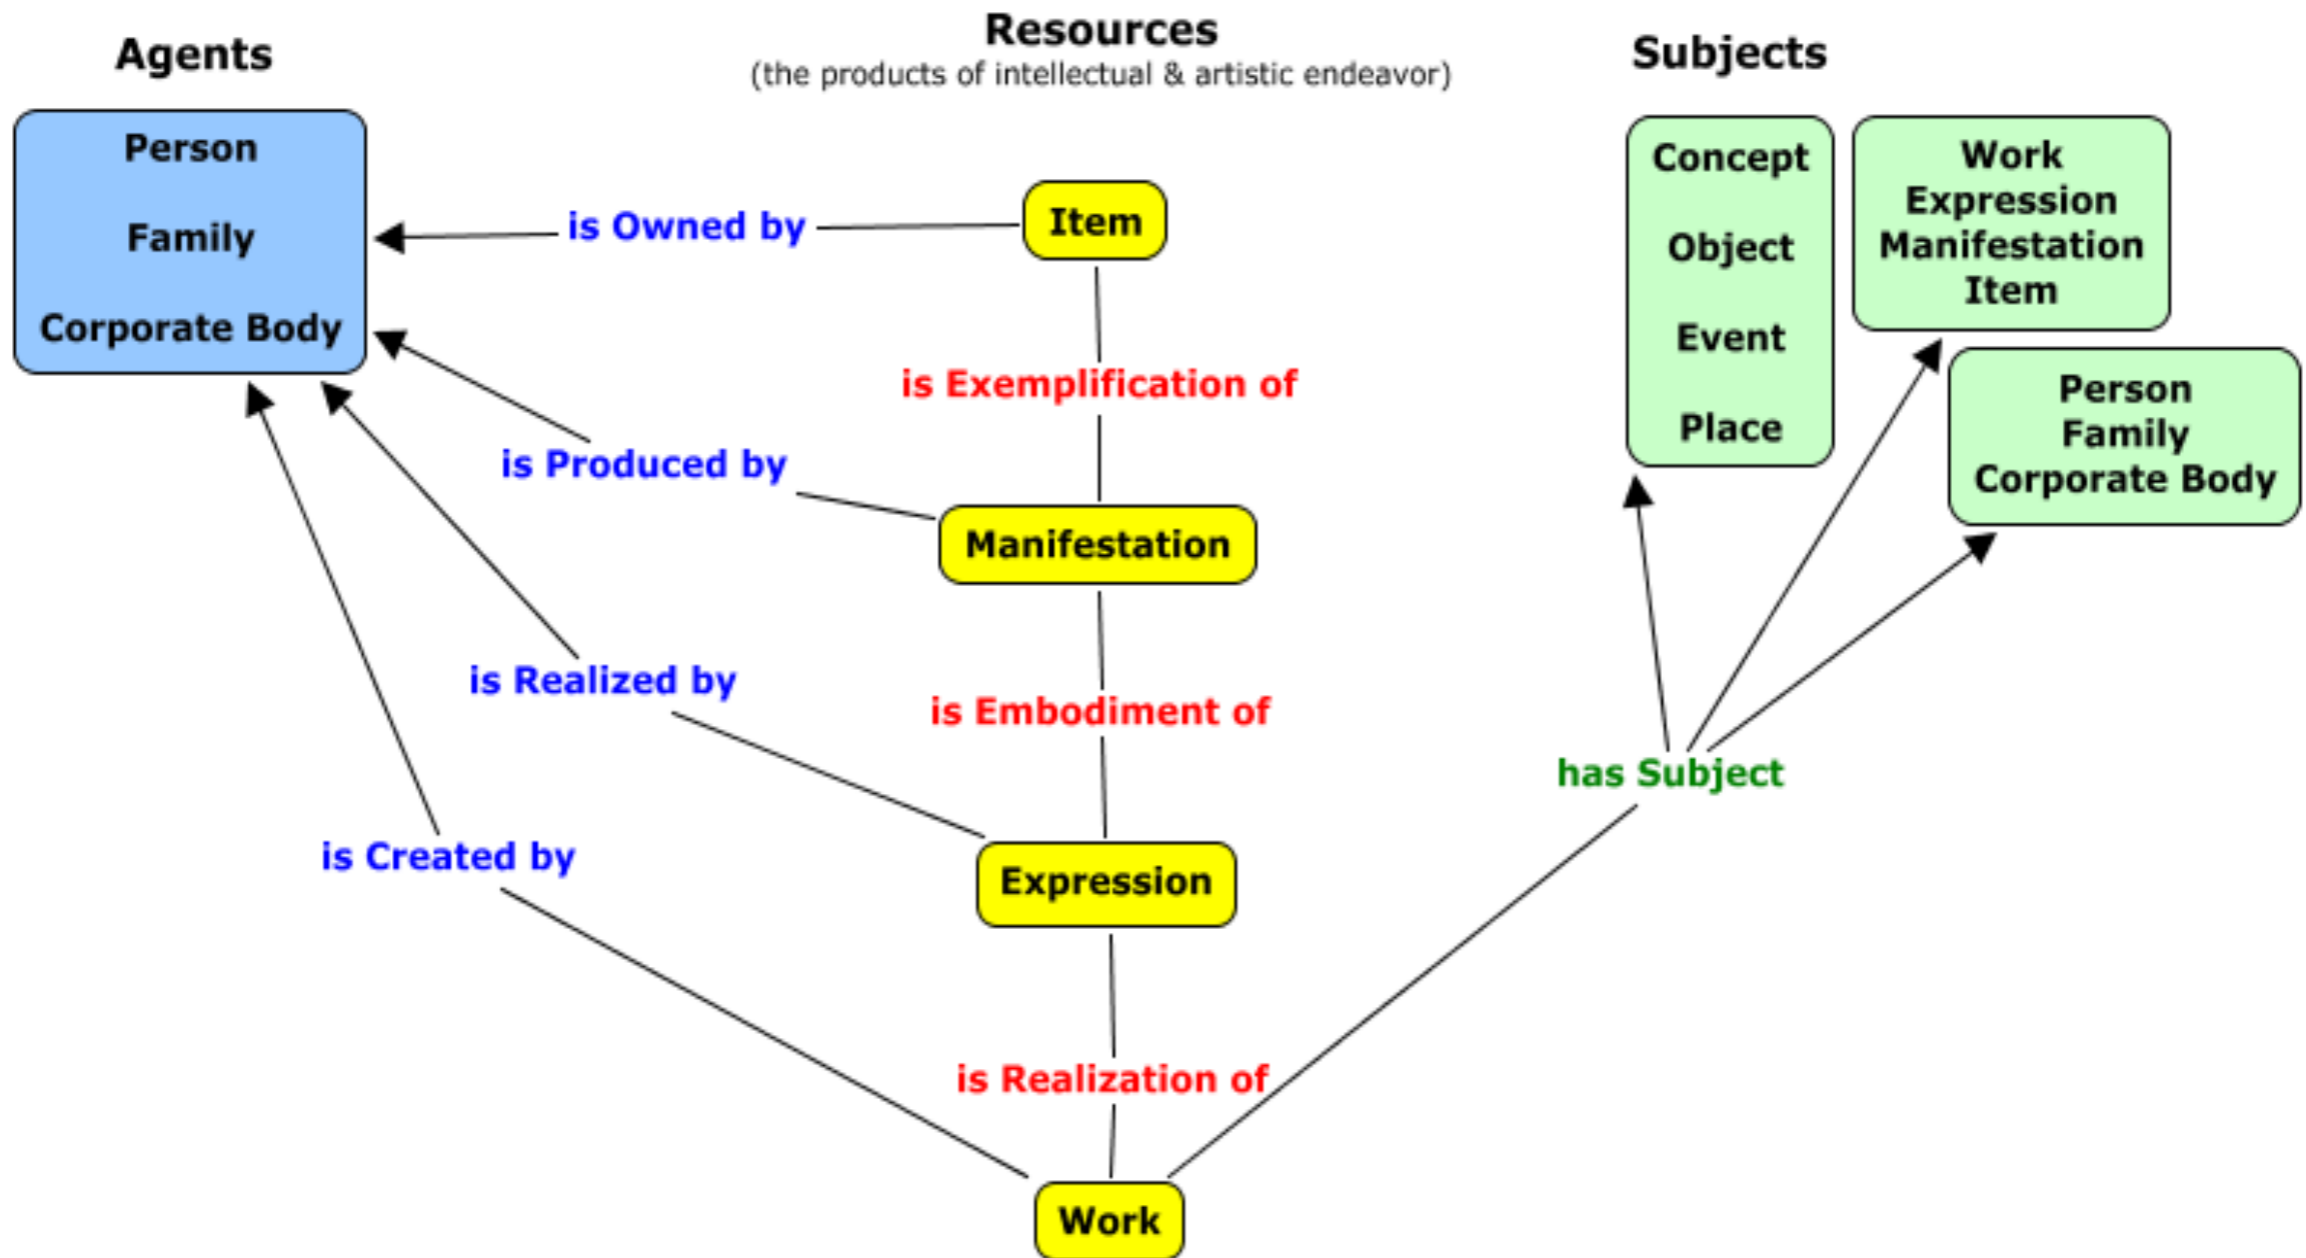 Agents
Person
Family
Corporate Body
Resources
(the products of intellectual & artistic endeavor)
Item
is Owned by
is Exemplification of
is Produced by
Manifestation
is Realized by
is Embodiment of
is Created by
Expression
is Realization of
Work
Subjects
Concept
Object
Event
Place
Work
Expression
Manifestation
Item
Person
Family
Corporate Body
has Subject